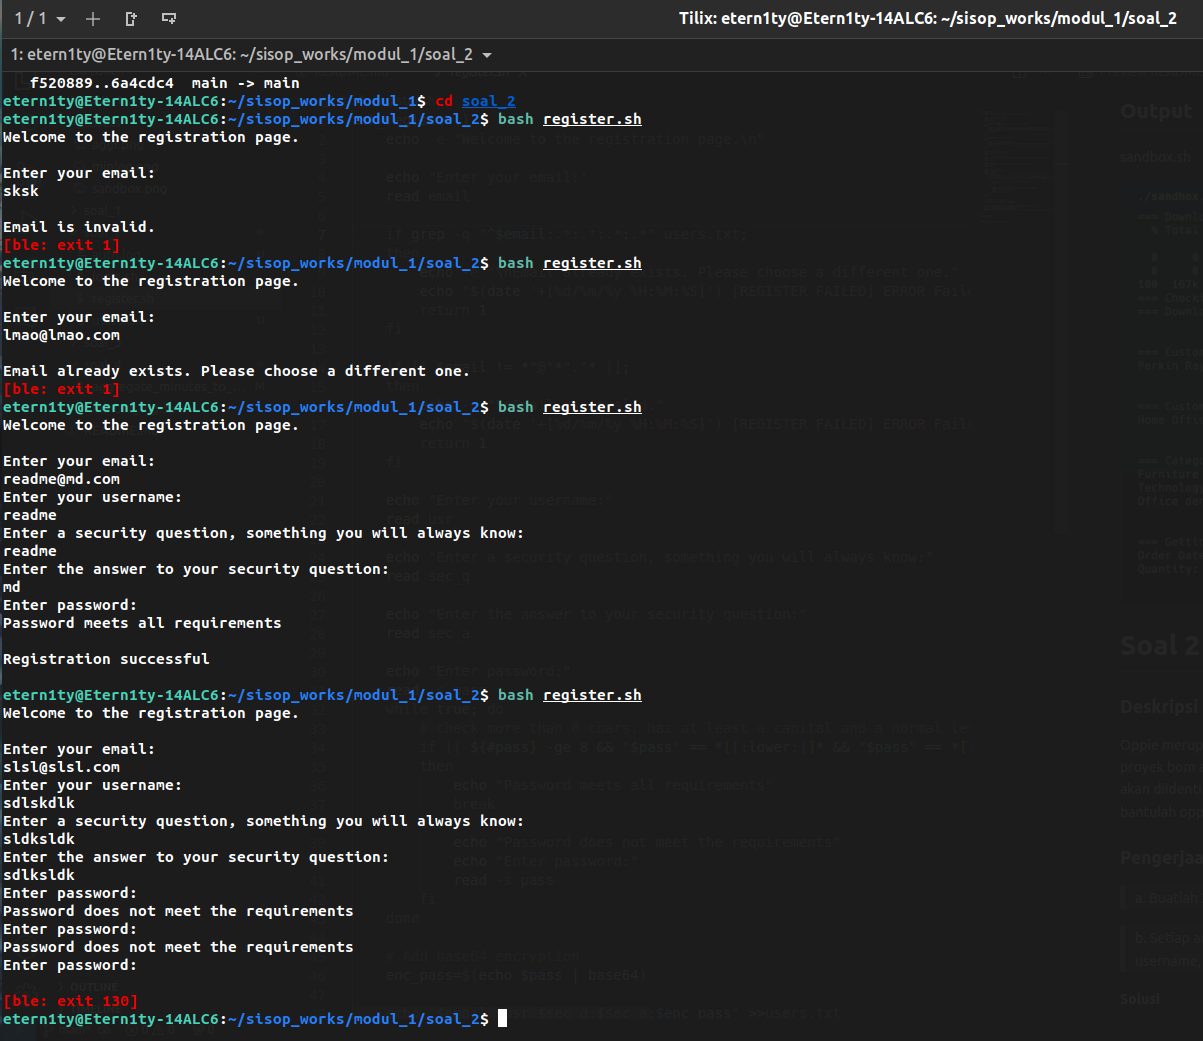 1 / 1
Tilix: etern1ty@Etern1ty-14ALC6: ~/sisop_works/modul_1/soal_2
1: etern1ty@Etern1ty-14ALC6: ~/sisop_works/modul_1/soal_2
f520889..6a4cdc4  main -> main
etern1ty@Etern1ty-14ALC6:~/sisop_works/modul_1$ cd soal_2
etern1ty@Etern1ty-14ALC6:~/sisop_works/modul_1/soal_2$ bash register.sh
Welcome to the registration page.
Enter your email:
sksk
Email is invalid.
[ble: exit 1]
etern1ty@Etern1ty-14ALC6:~/sisop_works/modul_1/soal_2$ bash register.sh
Welcome to the registration page.
Enter your email:
lmao@lmao.com
Email already exists. Please choose a different one.
[ble: exit 1]
etern1ty@Etern1ty-14ALC6:~/sisop_works/modul_1/soal_2$ bash register.sh
Welcome to the registration page.
Enter your email:
readme@md.com
Enter your username:
readme
Enter a security question, something you will always know:
readme
Enter the answer to your security question:
md
Enter password:
Password meets all requirements
Registration successful
etern1ty@Etern1ty-14ALC6:~/sisop_works/modul_1/soal_2$ bash register.sh
Welcome to the registration page.
Enter your email:
slsl@slsl.com
Enter your username:
sdlskdlk
Enter a security question, something you will always know:
sldksldk
Enter the answer to your security question:
sdlksldk
Enter password:
Password does not meet the requirements
Enter password:
Password does not meet the requirements
Enter password:
[ble: exit 130]
etern1ty@Etern1ty-14ALC6:~/sisop_works/modul_1/soal_2$